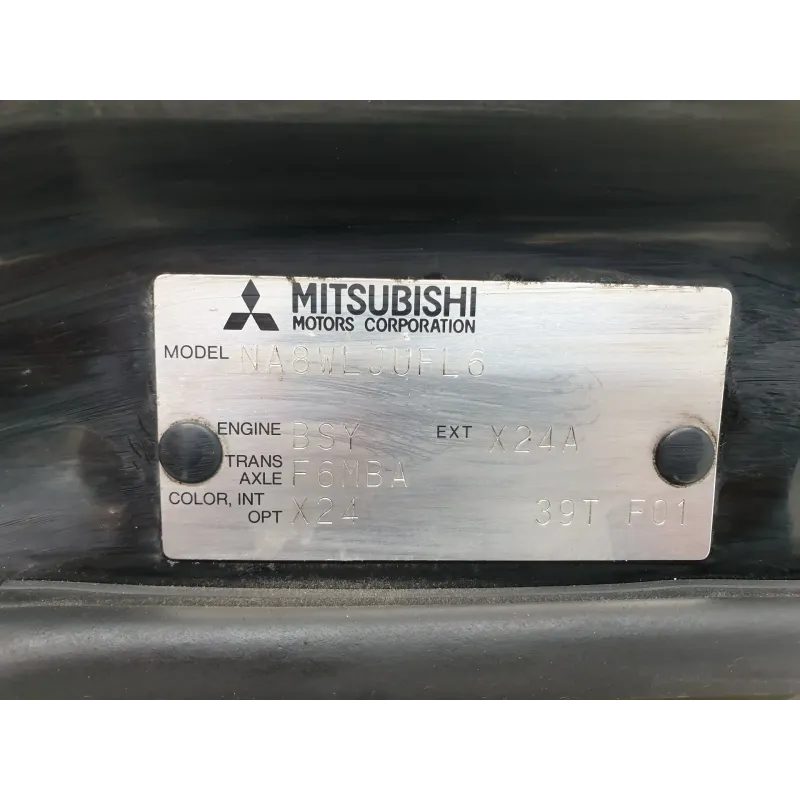 MITSUBISHI
MOTORS CORPORATION
MODEL NA8WLJUFL6
ENGINE BSY EXT X24A
TRANS AXLE F6MBA
COLOR, INT OPT X24 39T F01